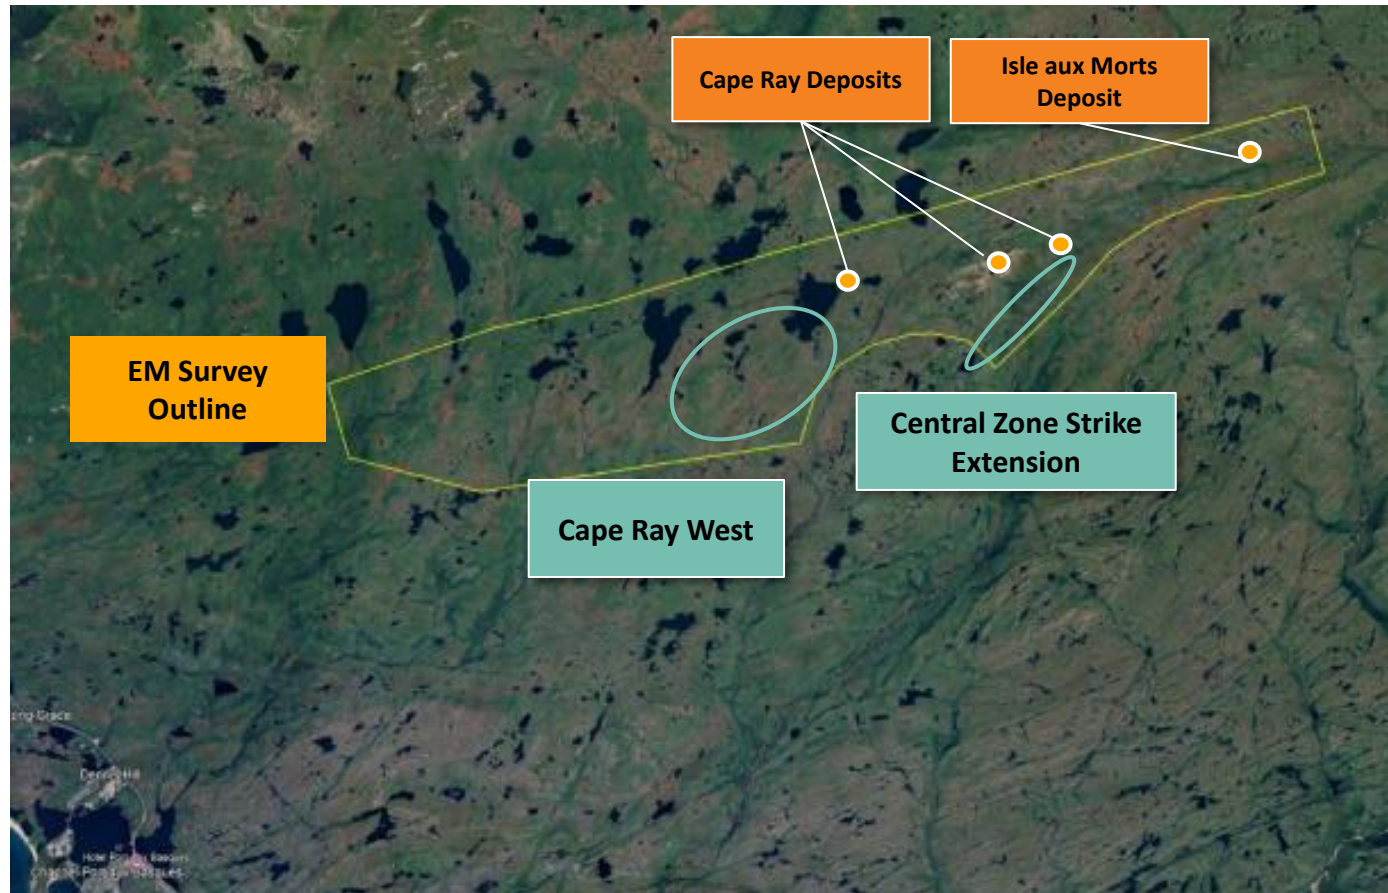 Cape Ray Deposits
Isle aux Morts
Deposit
EM Survey
Outline
Central Zone Strike
Extension
Cape Ray West